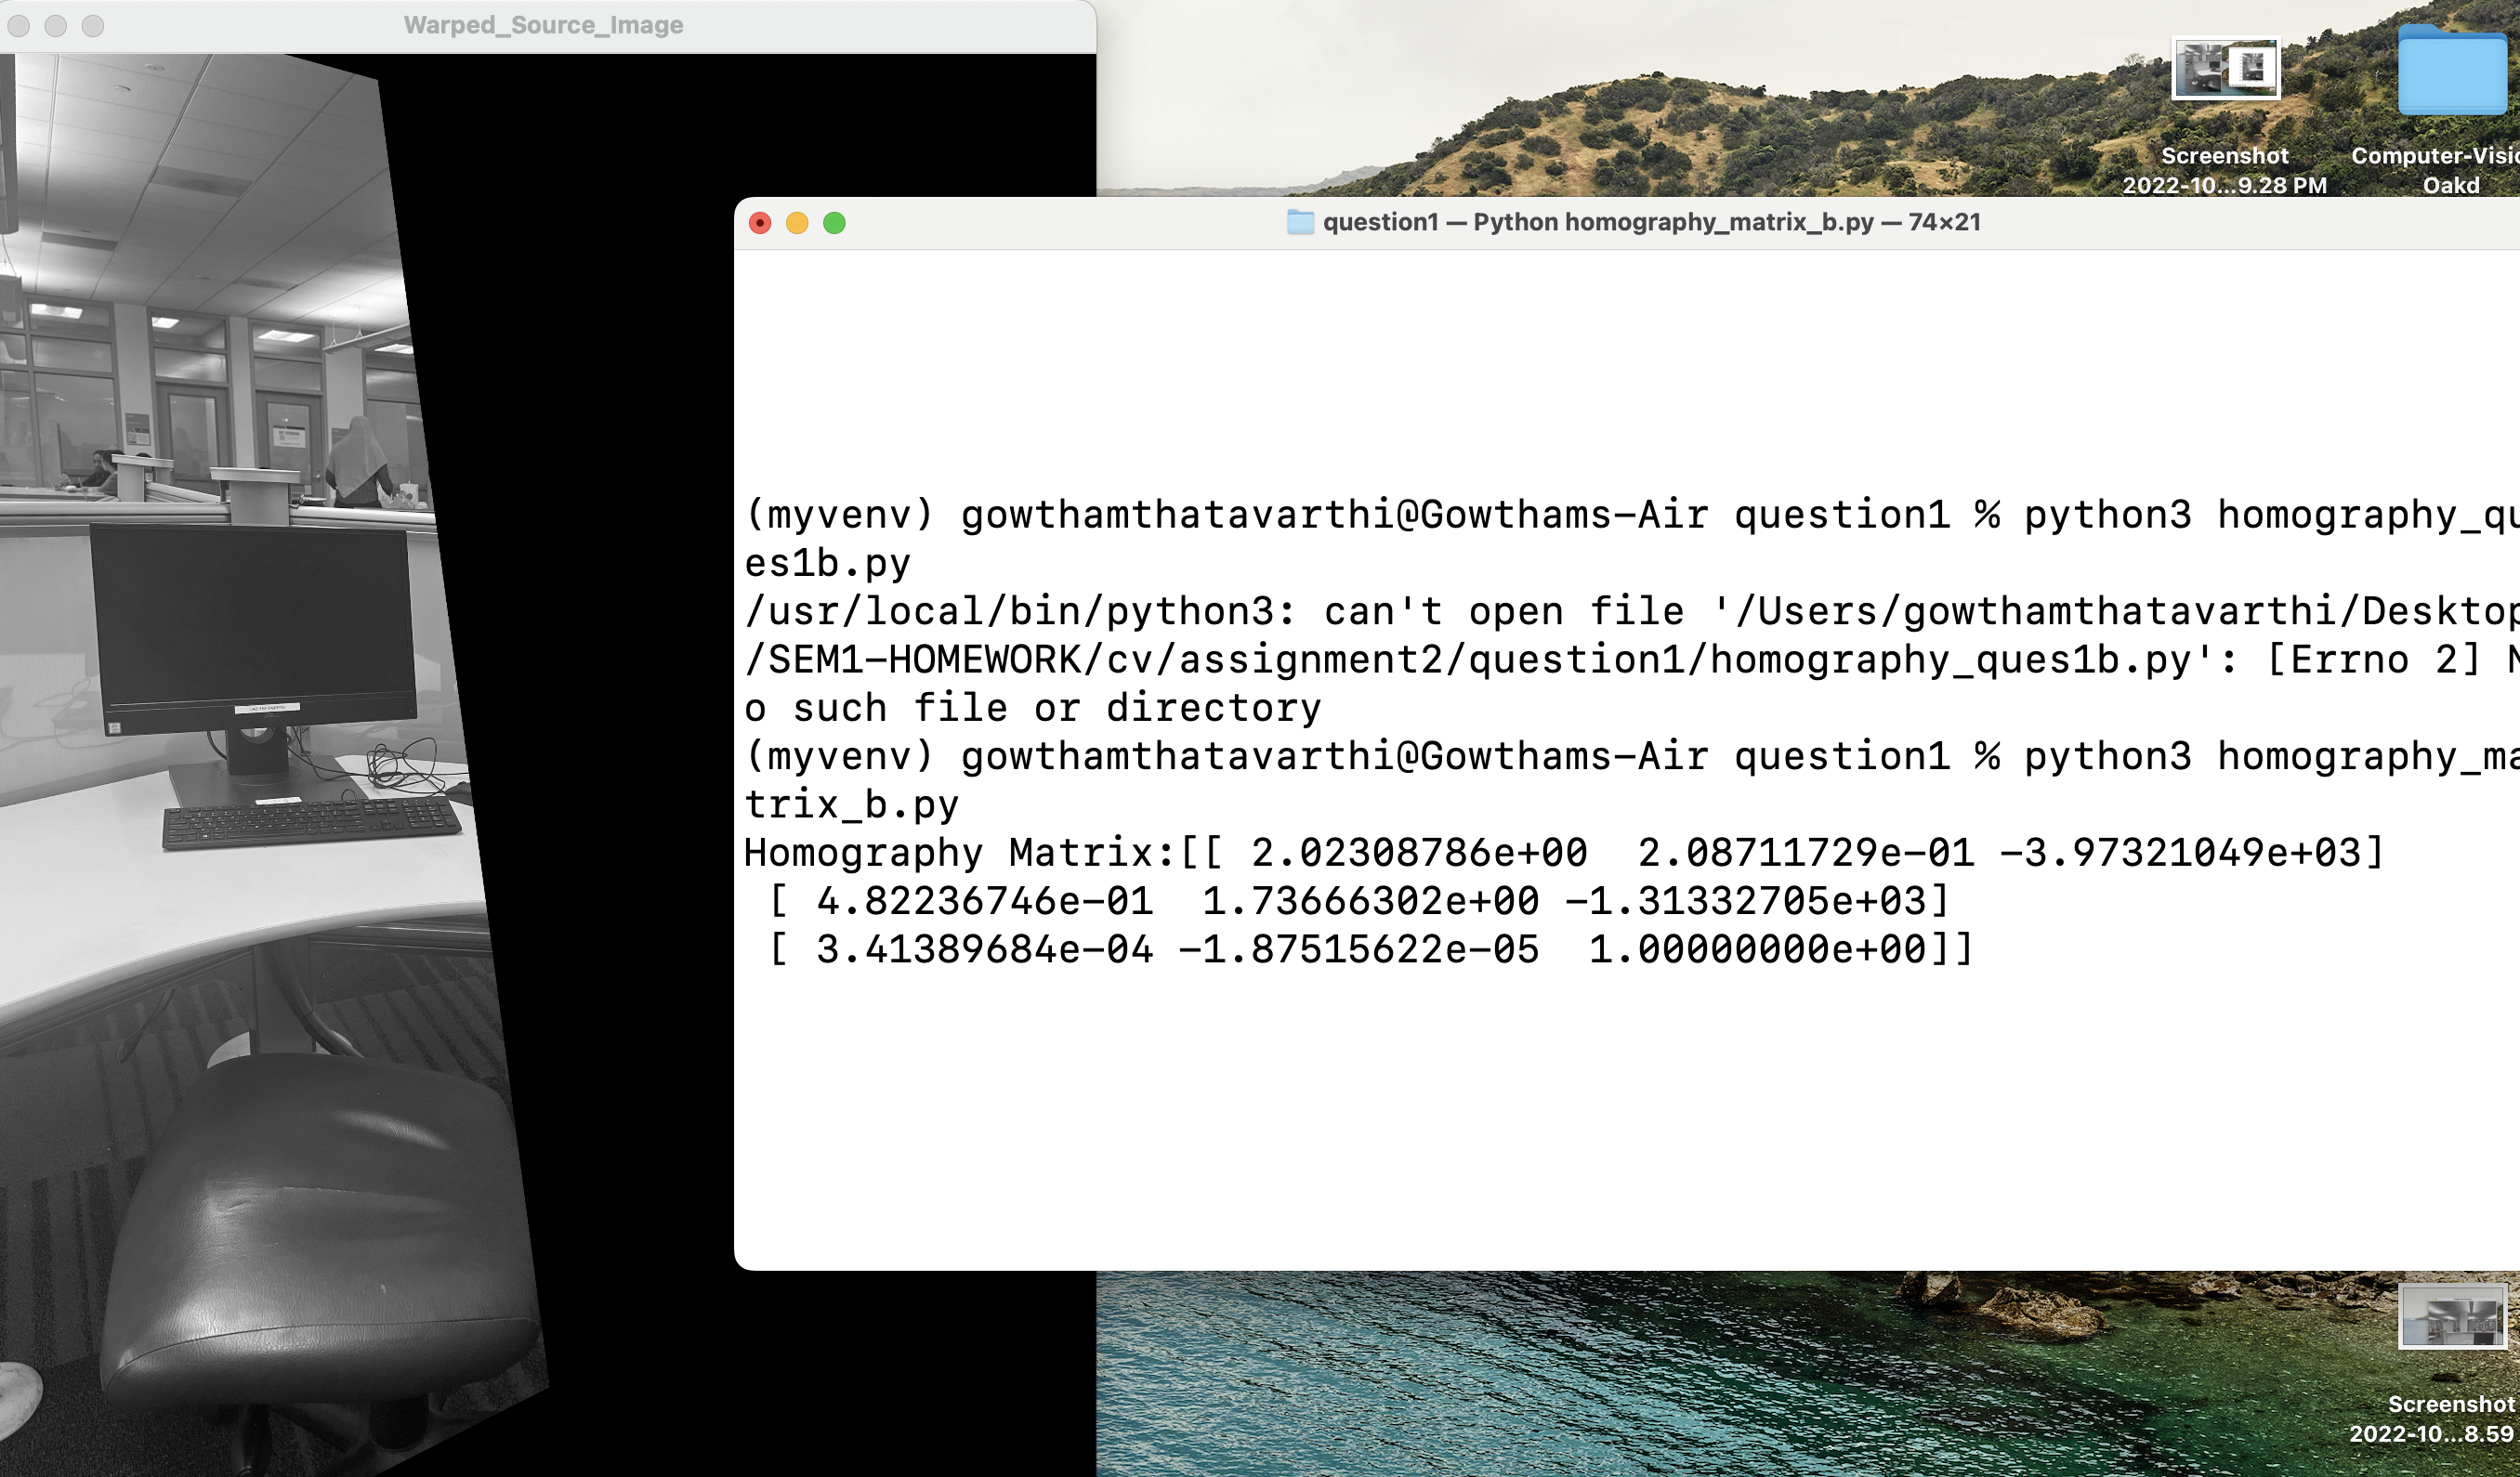 Warped_Source_Image
Screenshot
2022-10...9.28 PM
Computer-Visio
Oakd
question1 — Python homography_matrix_b.py — 74×21
(myvenv) gowthamthatavarthi@Gowthams-Air question1 % python3 homography_qu
es1b.py
/usr/local/bin/python3: can't open file '/Users/gowthamthatavarthi/Desktop
/SEM1-HOMEWORK/cv/assignment2/question1/homography_ques1b.py': [Errno 2] N
o such file or directory
(myvenv) gowthamthatavarthi@Gowthams-Air question1 % python3 homography_ma
trix_b.py
Homography Matrix:[[ 2.02308786e+00  2.08711729e-01 -3.97321049e+03]
 [ 4.82236746e-01  1.73666302e+00 -1.31332705e+03]
 [ 3.41389684e-04 -1.87515622e-05  1.00000000e+00]]
Screenshot
2022-10...8.59